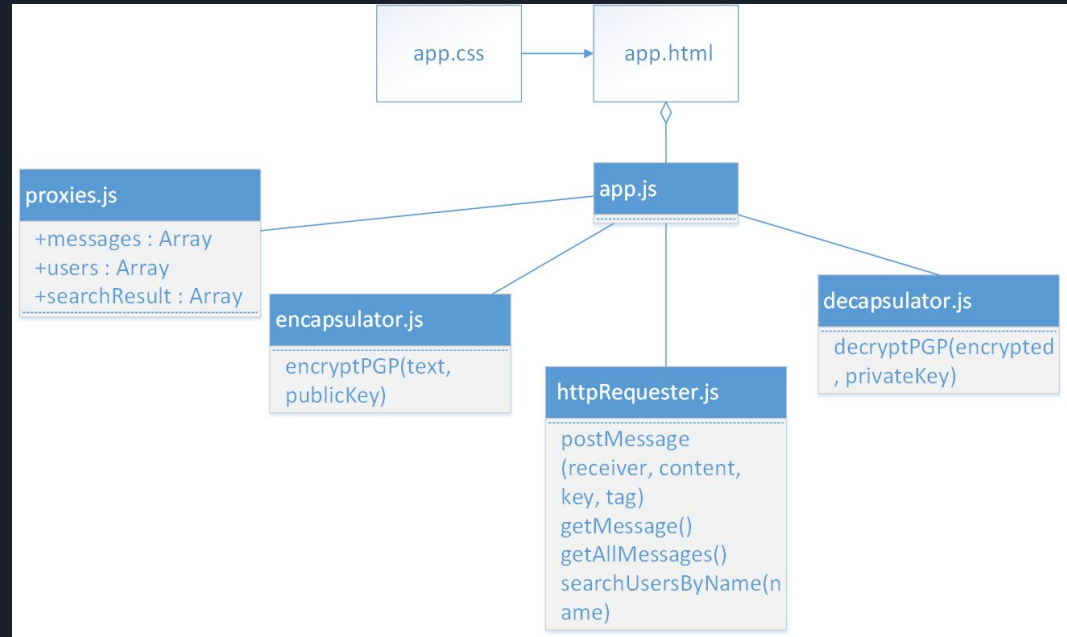 app.css
app.html
app.js
proxies.js
+messages : Array
+users : Array
+searchResult : Array
encapsulator.js
encryptPGP(text,
publicKey)
httpRequester.js
postMessage
(receiver, content,
key, tag)
getMessage()
getAllMessages()
searchUsersByName(n
ame)
decapsulator.js
decryptPGP(encrypted
, privateKey)